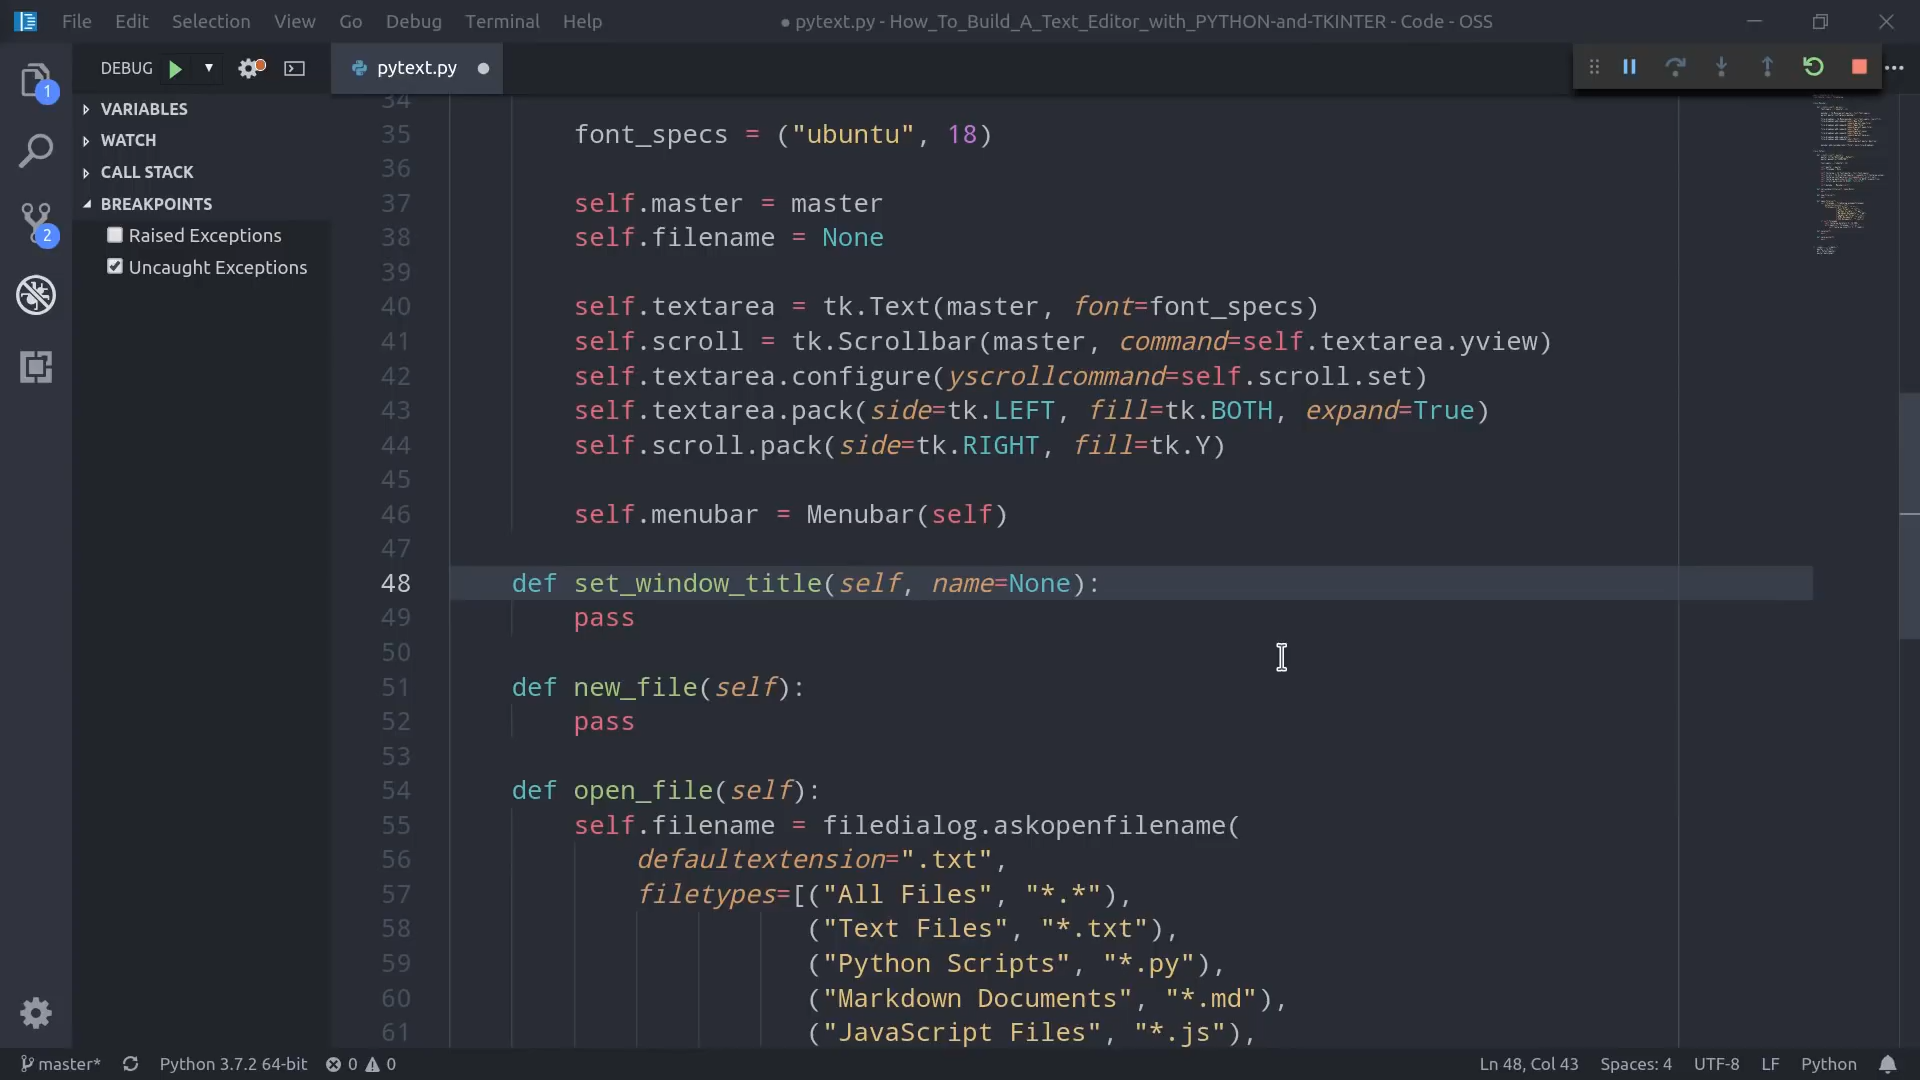 File Edit Selection View Go Debug Terminal Help
● pytext.py - How_To_Build_A_Text_Editor_with_PYTHON-and-TKINTER - Code - OSS
DEBUG
pytext.py
1
VARIABLES
WATCH
CALL STACK
BREAKPOINTS
Raised Exceptions
Uncaught Exceptions
2
34
35 font_specs = ("ubuntu", 18)
36
37 self.master = master
38 self.filename = None
39
40 self.textarea = tk.Text(master, font=font_specs)
41 self.scroll = tk.Scrollbar(master, command=self.textarea.yview)
42 self.textarea.configure(yscrollcommand=self.scroll.set)
43 self.textarea.pack(side=tk.LEFT, fill=tk.BOTH, expand=True)
44 self.scroll.pack(side=tk.RIGHT, fill=tk.Y)
45
46 self.menubar = Menubar(self)
47
48 def set_window_title(self, name=None):
49 pass
50
51 def new_file(self):
52 pass
53
54 def open_file(self):
55 self.filename = filedialog.askopenfilename(
56 defaultextension=".txt",
57 filetypes=[("All Files", "*.*"),
58 ("Text Files", "*.txt"),
59 ("Python Scripts", "*.py"),
60 ("Markdown Documents", "*.md"),
61 ("JavaScript Files", "*.js"),
master* Python 3.7.2 64-bit 0 0 Ln 48, Col 43 Spaces: 4 UTF-8 LF Python